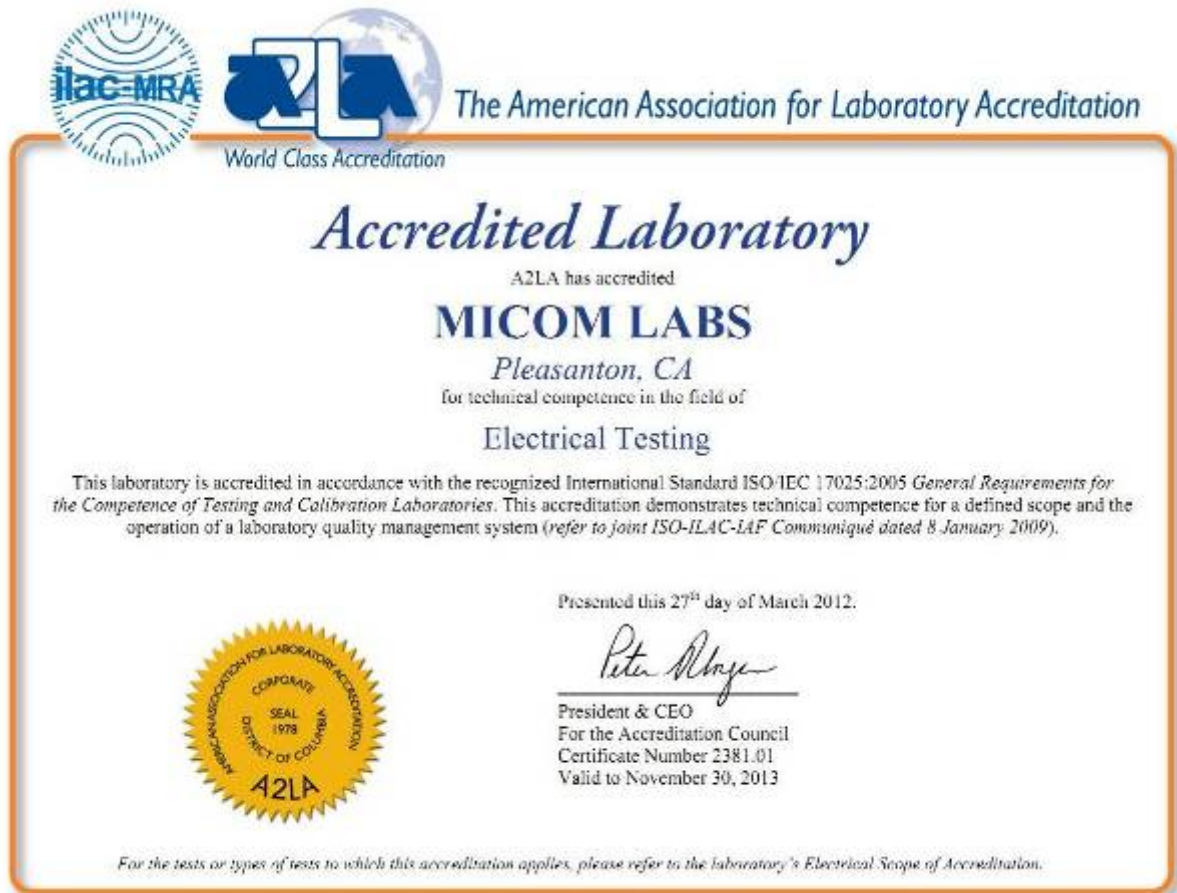 ilac-MRA
A2LA
The American Association for Laboratory Accreditation
World Class Accreditation
Accredited Laboratory
A2LA has accredited
MICOM LABS
Pleasanton, CA
for technical competence in the field of
Electrical Testing
This laboratory is accredited in accordance with the recognized International Standard ISO/IEC 17025:2005 General Requirements for
the Competence of Testing and Calibration Laboratories. This accreditation demonstrates technical competence for a defined scope and the
operation of a laboratory quality management system (refer to joint ISO-ILAC-IAF Communiqué dated 8 January 2009).
Presented this 27th day of March 2012.
President & CEO
For the Accreditation Council
Certificate Number 2381.01
Valid to November 30, 2013
AMERICAN ASSOCIATION FOR LABORATORY ACCREDITATION
CORPORATE
SEAL
1978
DISTRICT OF COLUMBIA
A2LA
For the tests or types of tests to which this accreditation applies, please refer to the laboratory's Electrical Scope of Accreditation.